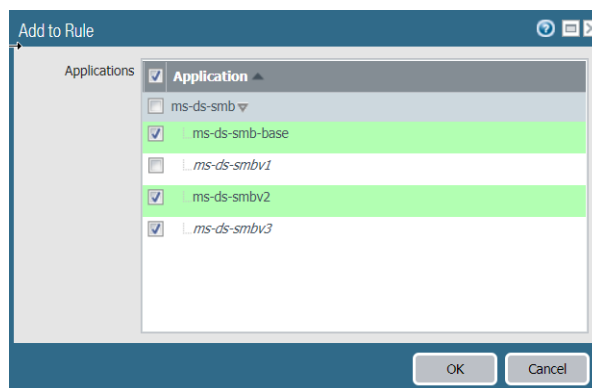 Add to Rule
Applications
Application
ms-ds-smb
ms-ds-smb-base
ms-ds-smbv1
ms-ds-smbv2
ms-ds-smbv3
OK
Cancel